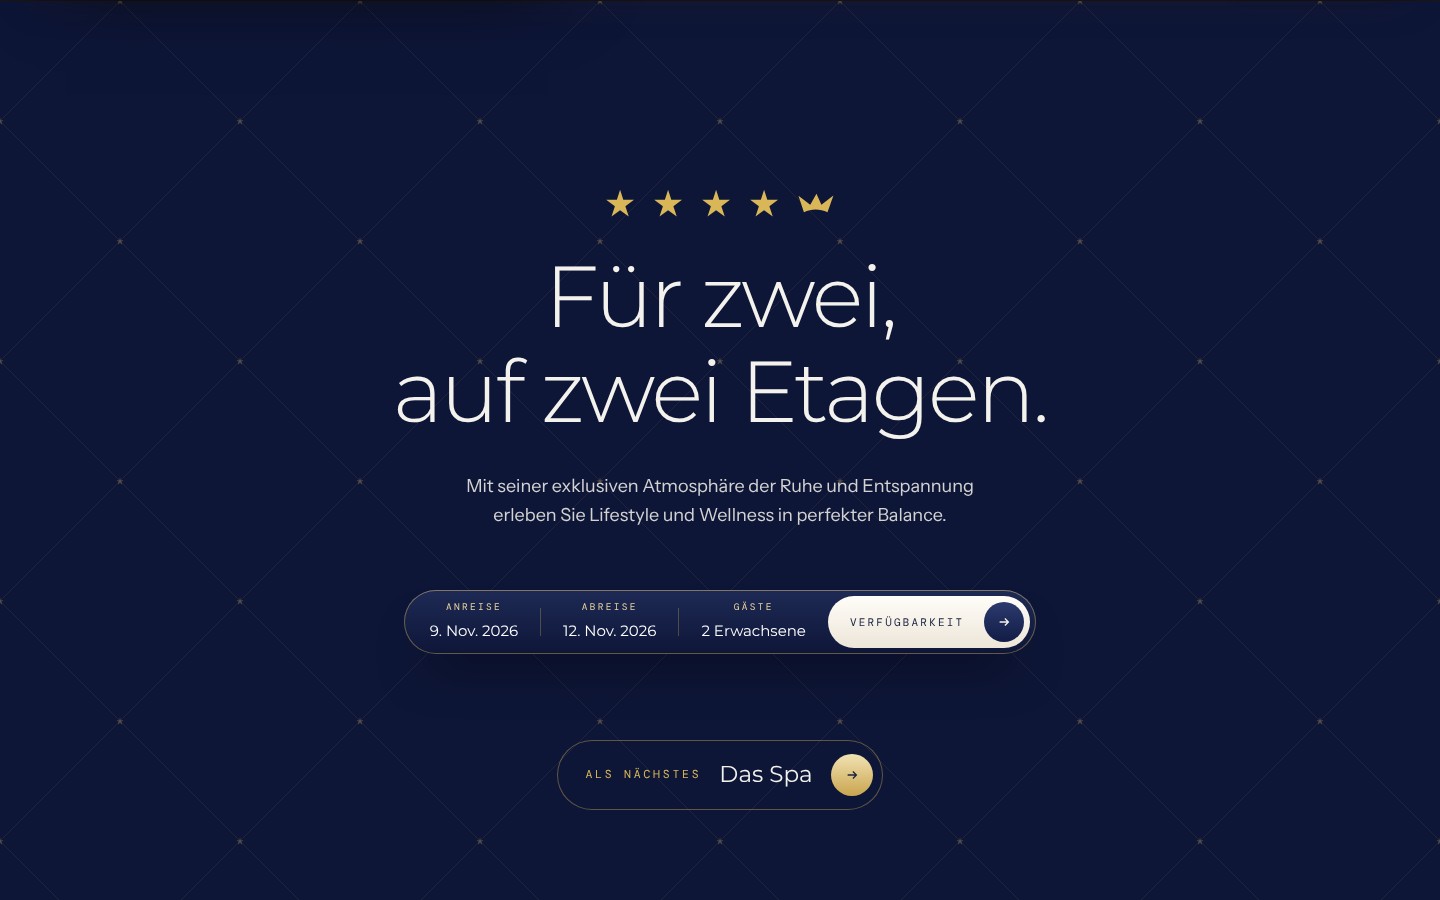 Für zwei,
auf zwei Etagen.
Mit seiner exklusiven Atmosphäre der Ruhe und Entspannung
erleben Sie Lifestyle und Wellness in perfekter Balance.
ANREISE
9. Nov. 2026
ABREISE
12. Nov. 2026
GÄSTE
2 Erwachsene
VERFÜGBARKEIT
ALS NÄCHSTES Das Spa